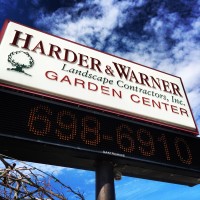 HARDER & WARNER
Landscape Contractors, Inc.
GARDEN CENTER
698-6910